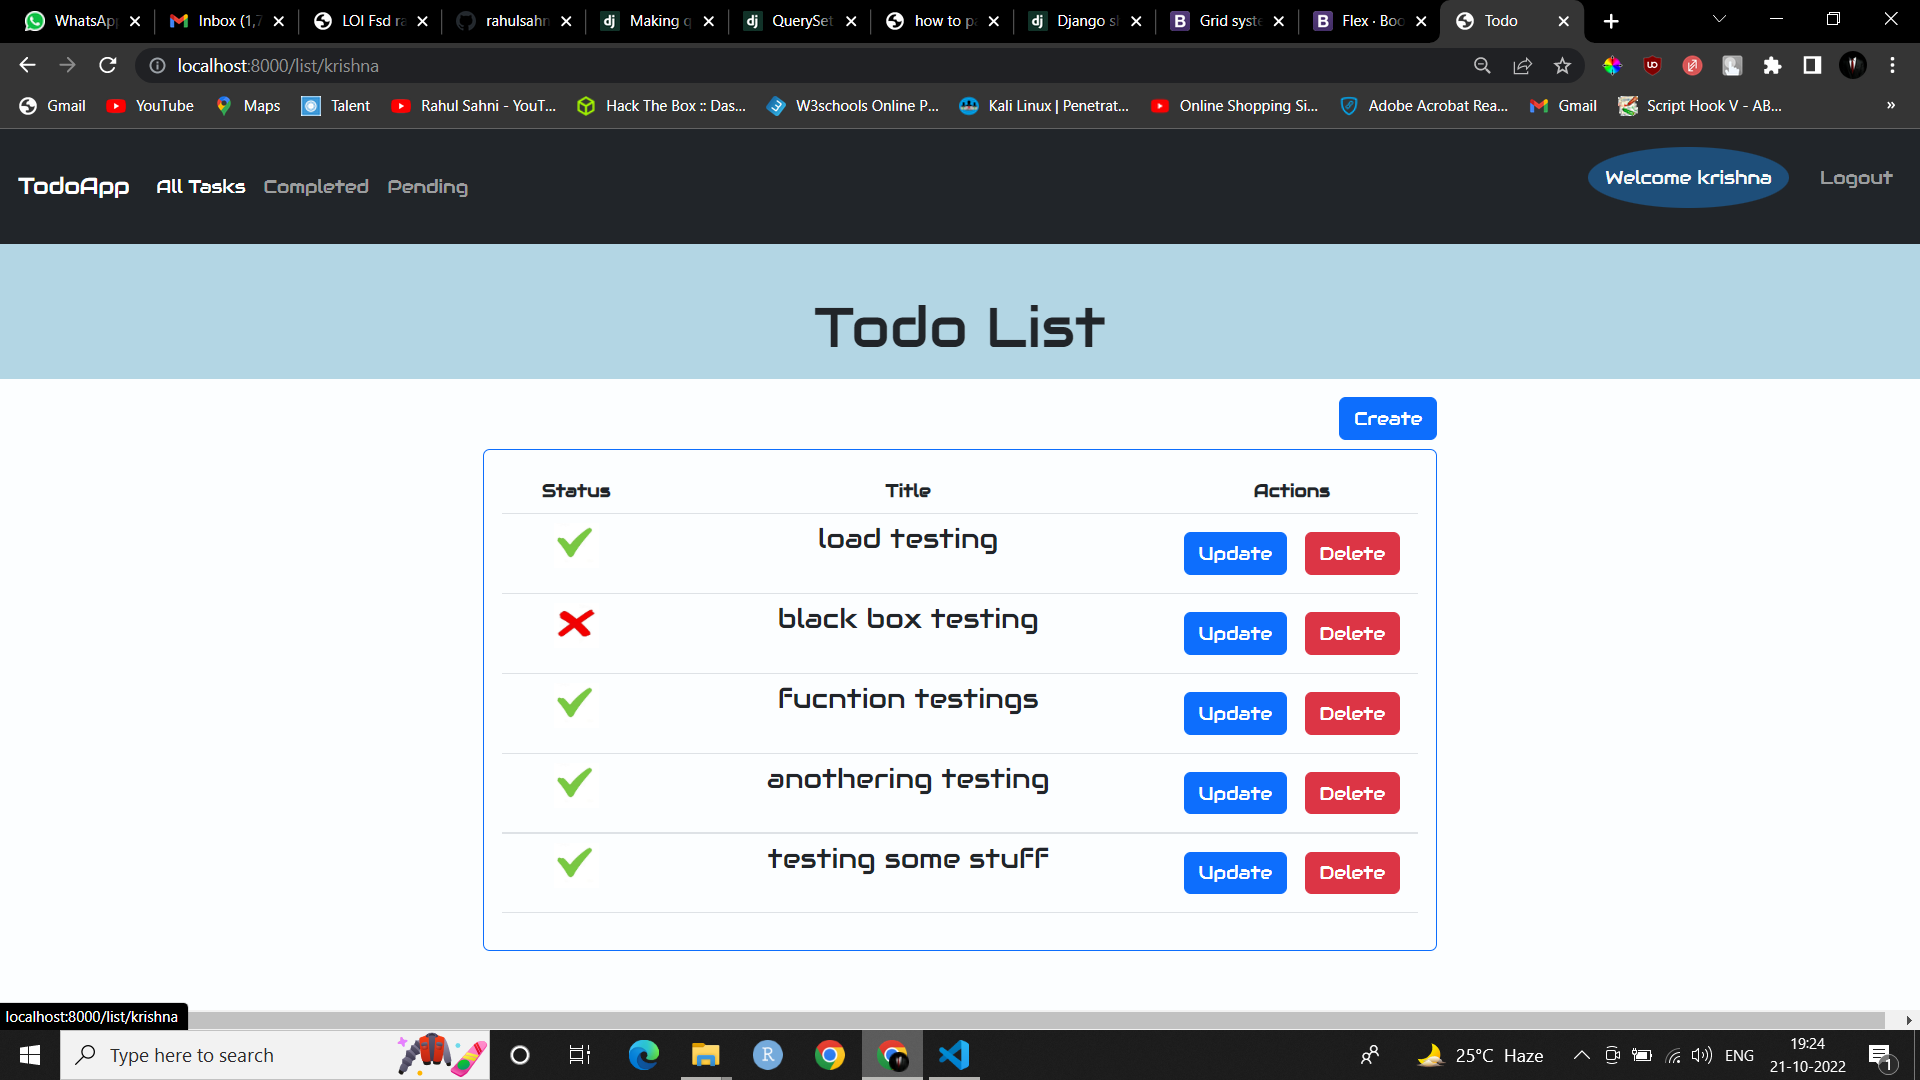 WhatsApp
Inbox (1,7
LOI Fsd ra
rahulsahn
Making q
QuerySet
how to pa
Django sh
Grid syste
Flex · Boo
Todo
localhost:8000/list/krishna
Gmail
YouTube
Maps
Talent
Rahul Sahni - YouT...
Hack The Box :: Das...
W3schools Online P...
Kali Linux | Penetrat...
Online Shopping Si...
Adobe Acrobat Rea...
Gmail
Script Hook V - AB...
»
TodoApp
All Tasks
Completed
Pending
Welcome krishna
Logout
Todo List
Create
Status Title Actions
load testing Update Delete
black box testing Update Delete
fucntion testings Update Delete
anothering testing Update Delete
testing some stuff Update Delete
localhost:8000/list/krishna
Type here to search
25°C Haze
ENG
19:24
21-10-2022
1